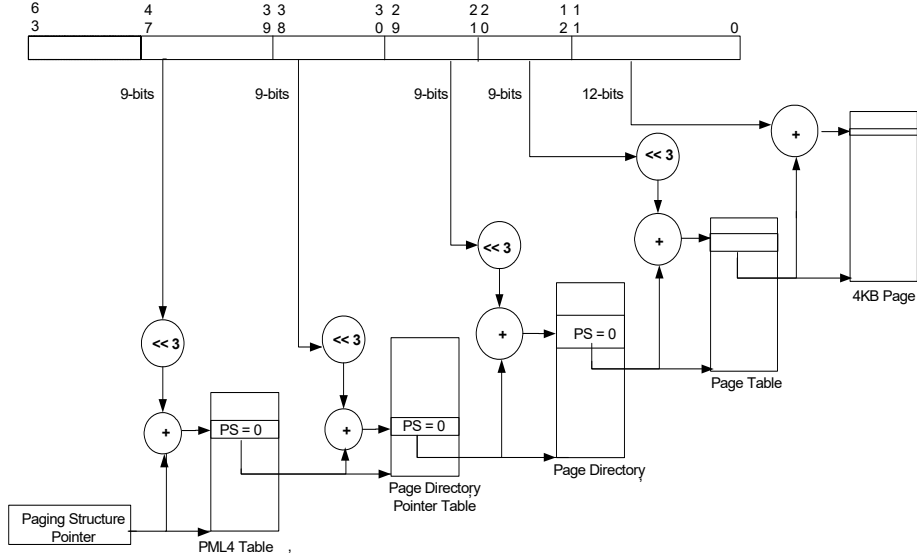 6 4 3 3 3 2 2 2 1 1
3 7 9 8 0 9 1 0 2 1 0
9-bits 9-bits 9-bits 9-bits 12-bits
+
<< 3
<< 3
+
4KB Page
+
PS = 0
<< 3
<< 3
Page Table
+
+
PS = 0
PS = 0
Page Directory,
Page Directory,
Pointer Table
Paging Structure
Pointer
PML4 Table ,